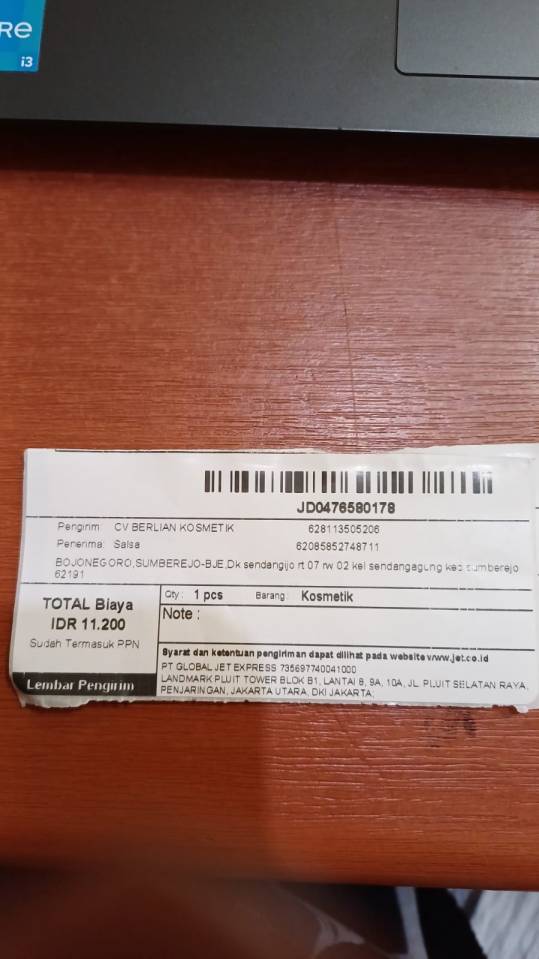 RE
i3
JD0476580178
Pengirim CV BERLIAN KOSMETIK 628113505206
Penerima: Salsa 62085852748711
BOJONEGORO,SUMBEREJO-BJE,Dk sendangijo rt 07 rw 02 kel sendangagung kec sumberejo
62191
TOTAL Biaya
IDR 11.200
Sudah Termasuk PPN
Lembar Pengirim
Qty: 1 pcs Barang: Kosmetik
Note :
Syarat dan ketentuan pengiriman dapat dilihat pada website www.jet.co.id
PT GLOBAL JET EXPRESS 735697740041000
LANDMARK PLUIT TOWER BLOK B1, LANTAI 8, 9A, 10A, JL. PLUIT SELATAN RAYA,
PENJARINGAN, JAKARTA UTARA, DKI JAKARTA;